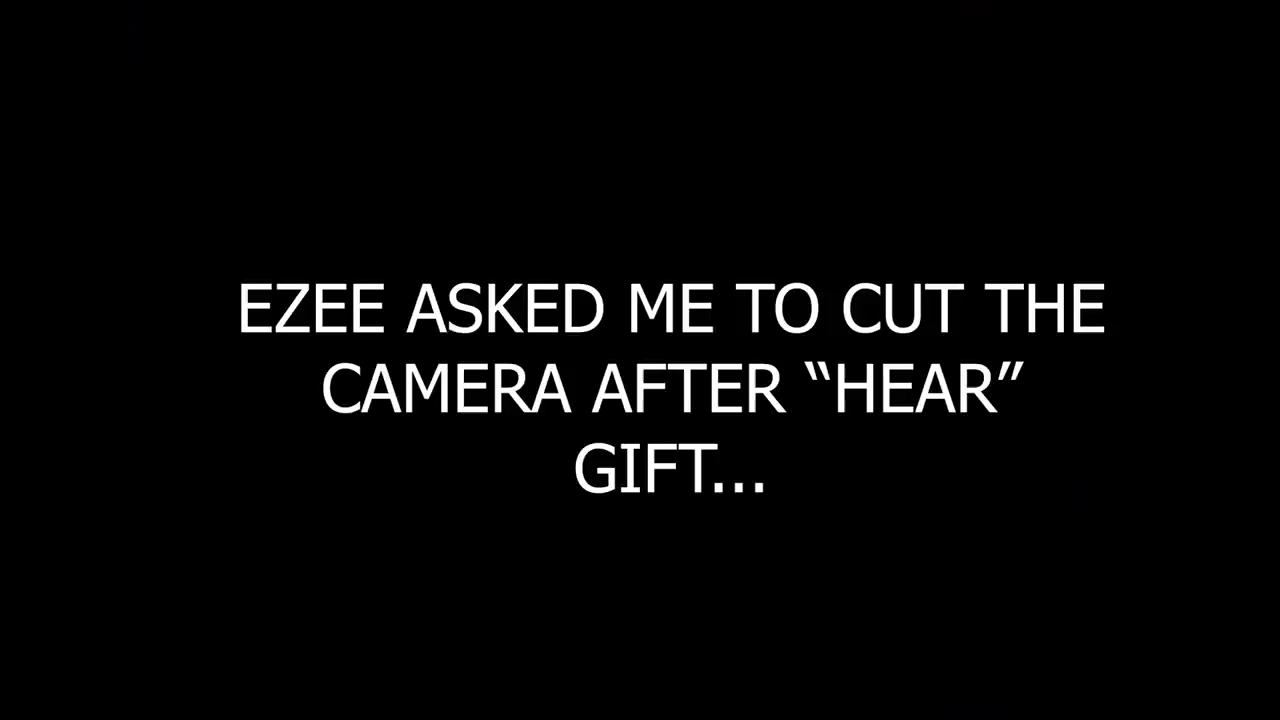 EZEE ASKED ME TO CUT THE
CAMERA AFTER “HEAR”
GIFT...